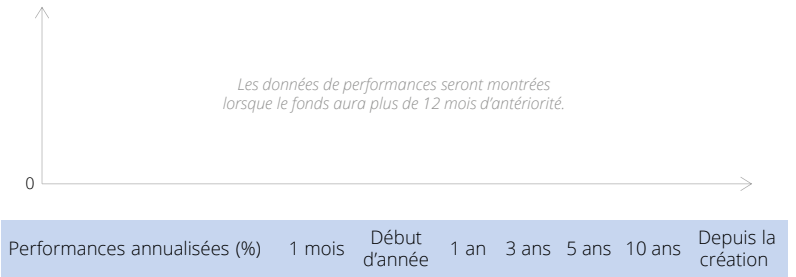 Les données de performances seront montrées
lorsque le fonds aura plus de 12 mois d'antériorité.
0
Performances annualisées (%) 1 mois Début d'année 1 an 3 ans 5 ans 10 ans Depuis la création